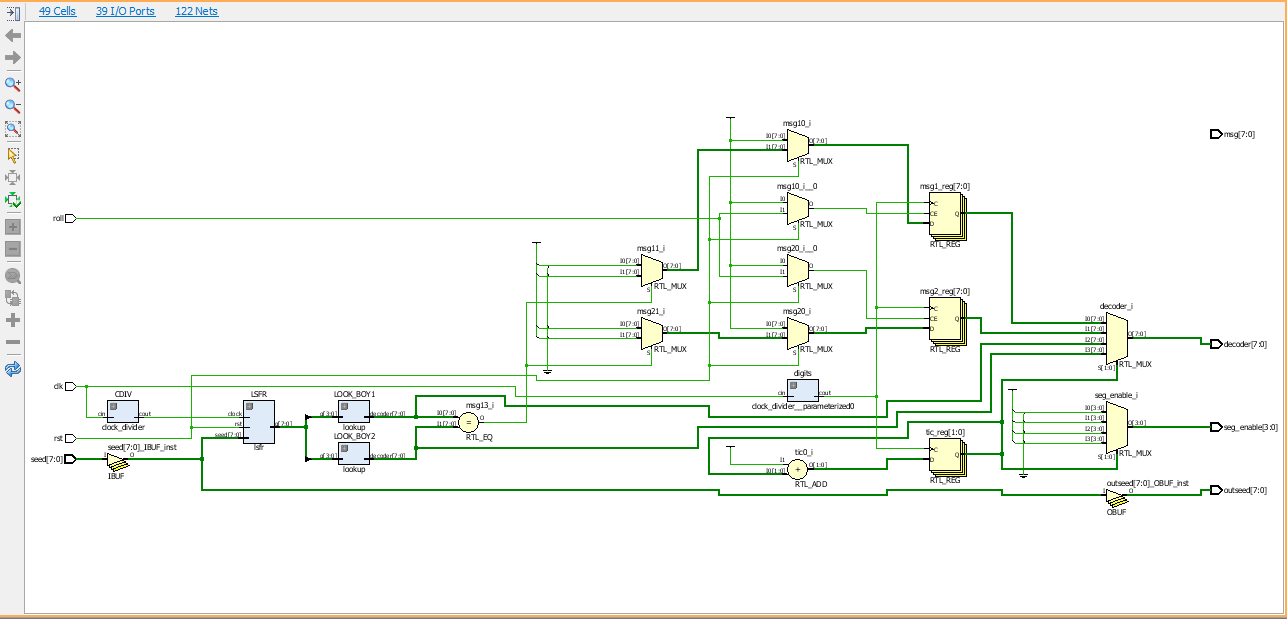 49 Cells 39 I/O Ports 122 Nets
msg10_i
I0[7:0]
I1[7:0]
O[7:0]
S RTL_MUX
msg[7:0]
msg10_i__0
I0
I1
O
S RTL_MUX
msg1_reg[7:0]
C
CE
D
Q
RTL_REG
roll
msg11_i
I0[7:0]
I1[7:0]
O[7:0]
S RTL_MUX
msg20_i__0
I0
I1
O
S RTL_MUX
msg2_reg[7:0]
C
CE
D
Q
RTL_REG
msg21_i
I0[7:0]
I1[7:0]
O[7:0]
S RTL_MUX
msg20_i
I0[7:0]
I1[7:0]
O[7:0]
S RTL_MUX
decoder_i
I0[7:0]
I1[7:0]
I2[7:0]
I3[7:0]
O[7:0]
S[1:0] RTL_MUX
decoder[7:0]
clk
CDIV
cin cout
clock_divider
LSFR
clock
rst
seed[7:0]
q[7:0]
lsfr
LOOK_BOY1
q[3:0] decoder[7:0]
lookup
LOOK_BOY2
q[3:0] decoder[7:0]
lookup
msg13_i
I0[7:0]
I1[7:0]
O
=
RTL_EQ
digits
cin cout
clock_divider__parameterized0
seg_enable_i
I0[3:0]
I1[3:0]
I2[3:0]
I3[3:0]
O[3:0]
S[1:0] RTL_MUX
seg_enable[3:0]
rst
seed[7:0]
seed[7:0]_IBUF_inst
I O
IBUF
tic0_i
I1
I0[1:0]
O[1:0]
+
RTL_ADD
tic_reg[1:0]
C
D
Q
RTL_REG
outseed[7:0]_OBUF_inst
I O
OBUF
outseed[7:0]